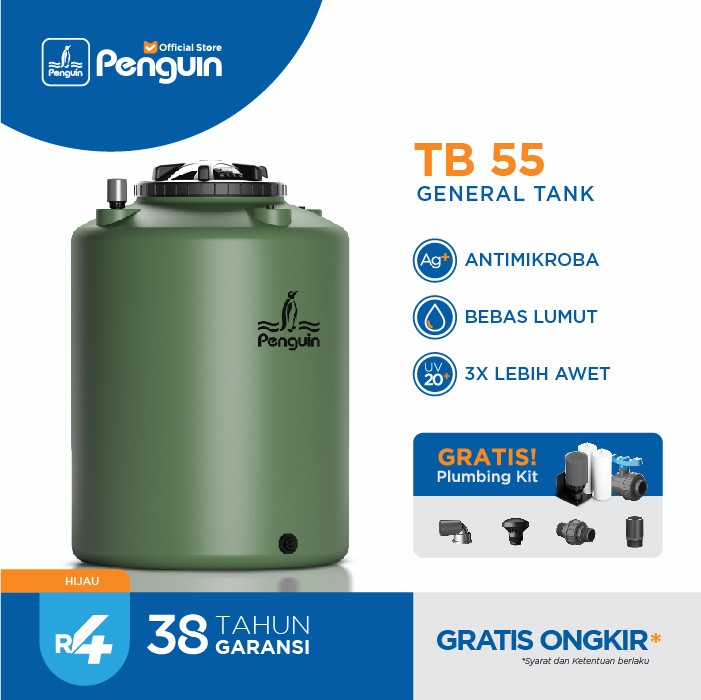 Official Store
Penguin
Penguin
TB 55
GENERAL TANK
Ag+
ANTIMIKROBA
BEBAS LUMUT
UV
20+
3X LEBIH AWET
Penguin
GRATIS!
Plumbing Kit
HIJAU
R4
38 TAHUN
GARANSI
GRATIS ONGKIR*
*Syarat dan Ketentuan berlaku